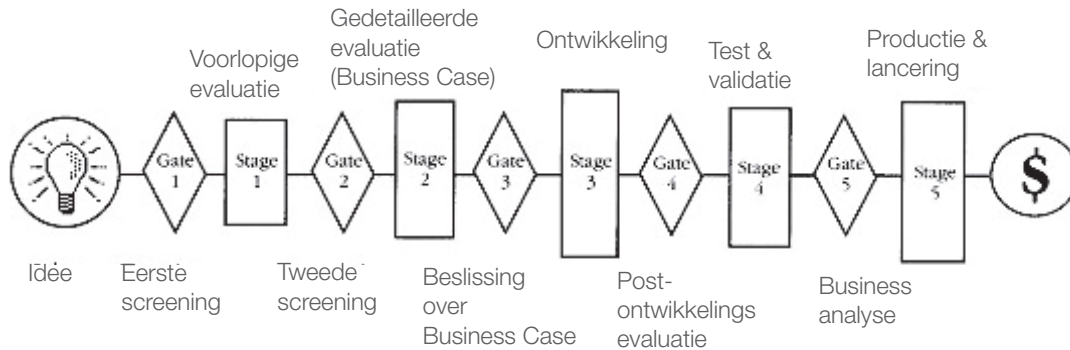 Voorlopige
evaluatie
Gedetailleerde
evaluatie
(Business Case)
Ontwikkeling
Test &
validatie
Productie &
lancering
Gate
1
Stage
1
Gate
2
Stage
2
Gate
3
Stage
3
Gate
4
Stage
4
Gate
5
Stage
5
$
Idée
Eerste
screening
Tweede
screening
Beslissing
over
Business Case
Post-
ontwikkelings
evaluatie
Business
analyse